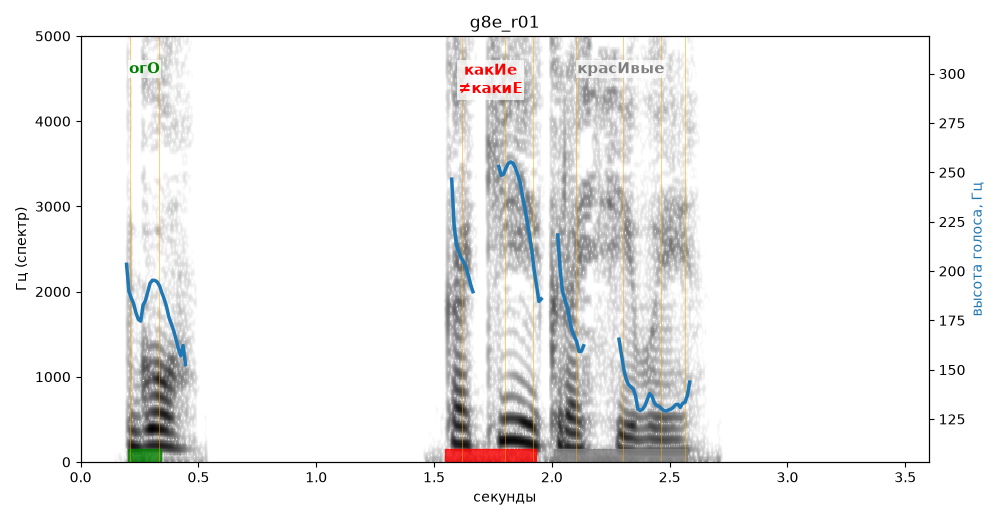 g8e_r01
огО
какИе
≠какиЕ
красИвые
5000
4000
3000
2000
1000
0
Гц (спектр)
300
275
250
225
200
175
150
125
высота голоса, Гц
0.0 0.5 1.0 1.5 2.0 2.5 3.0 3.5
секунды